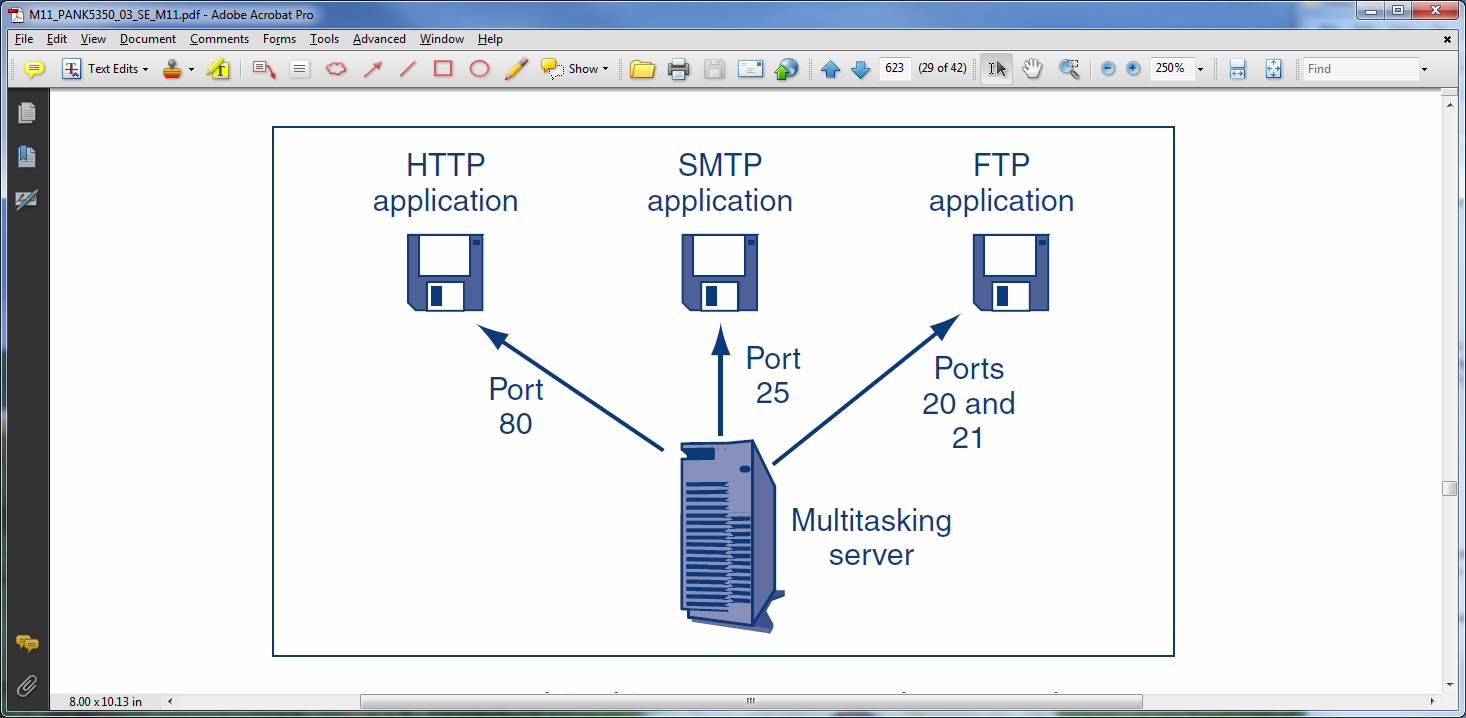 M11_PANK5350_03_SE_M11.pdf - Adobe Acrobat Pro
File Edit View Document Comments Forms Tools Advanced Window Help
Text Edits Show 623 (29 of 42) 250% Find
HTTP
application
SMTP
application
FTP
application
Port
80
Port
25
Ports
20 and
21
Multitasking
server
8.00 x 10.13 in